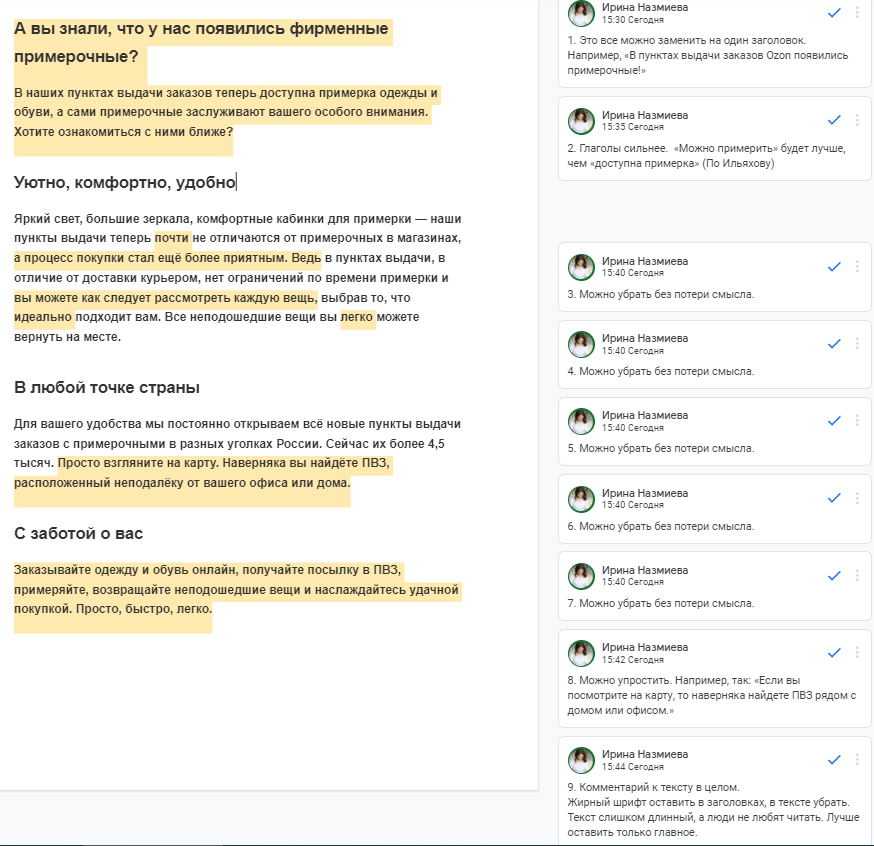 А вы знали, что у нас появились фирменные
примерочные?
В наших пунктах выдачи заказов теперь доступна примерка одежды и
обуви, а сами примерочные заслуживают вашего особого внимания.
Хотите ознакомиться с ними ближе?
Уютно, комфортно, удобно
Яркий свет, большие зеркала, комфортные кабинки для примерки — наши
пункты выдачи теперь почти не отличаются от примерочных в магазинах,
а процесс покупки стал ещё более приятным. Ведь в пунктах выдачи, в
отличие от доставки курьером, нет ограничений по времени примерки и
вы можете как следует рассмотреть каждую вещь, выбрав то, что
идеально подходит вам. Все неподошедшие вещи вы легко можете
вернуть на месте.
В любой точке страны
Для вашего удобства мы постоянно открываем всё новые пункты выдачи
заказов с примерочными в разных уголках России. Сейчас их более 4,5
тысяч. Просто взгляните на карту. Наверняка вы найдёте ПВЗ,
расположенный неподалёку от вашего офиса или дома.
С заботой о вас
Заказывайте одежду и обувь онлайн, получайте посылку в ПВЗ,
примеряйте, возвращайте неподошедшие вещи и наслаждайтесь удачной
покупкой. Просто, быстро, легко.
Ирина Назмиева
15:30 Сегодня
1. Это все можно заменить на один заголовок.
Например, «В пунктах выдачи заказов Ozon появились
примерочные!»
Ирина Назмиева
15:35 Сегодня
2. Глаголы сильнее. «Можно примерить» будет лучше,
чем «доступна примерка» (По Ильяхову)
Ирина Назмиева
15:40 Сегодня
3. Можно убрать без потери смысла.
Ирина Назмиева
15:40 Сегодня
4. Можно убрать без потери смысла.
Ирина Назмиева
15:40 Сегодня
5. Можно убрать без потери смысла.
Ирина Назмиева
15:40 Сегодня
6. Можно убрать без потери смысла.
Ирина Назмиева
15:40 Сегодня
7. Можно убрать без потери смысла.
Ирина Назмиева
15:42 Сегодня
8. Можно упростить. Например, так: «Если вы
посмотрите на карту, то наверняка найдете ПВЗ рядом с
домом или офисом.»
Ирина Назмиева
15:44 Сегодня
9. Комментарий к тексту в целом.
Жирный шрифт оставить в заголовках, в тексте убрать.
Текст слишком длинный, а люди не любят читать. Лучше
оставить только главное.